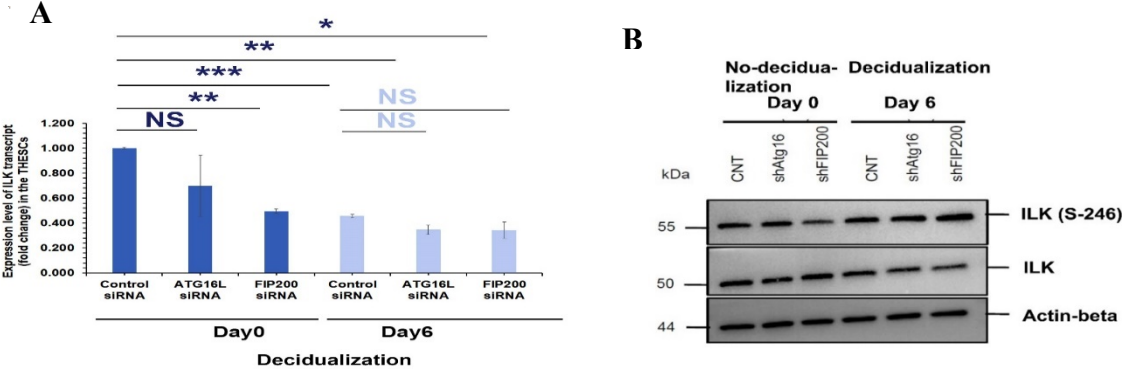 A
*
**
***
**
NS
NS
NS
Expression level of ILK transcript
(fold change) in the THESCs
1.200
1.000
0.800
0.600
0.400
0.200
0.000
Control siRNA
ATG16L siRNA
FIP200 siRNA
Control siRNA
ATG16L siRNA
FIP200 siRNA
Day0
Day6
Decidualization
B
No-decidua-
lization
Day 0
Decidualization
Day 6
kDa
CNT
shAtg16
shFIP200
CNT
shAtg16
shFIP200
55
ILK (S-246)
50
ILK
44
Actin-beta